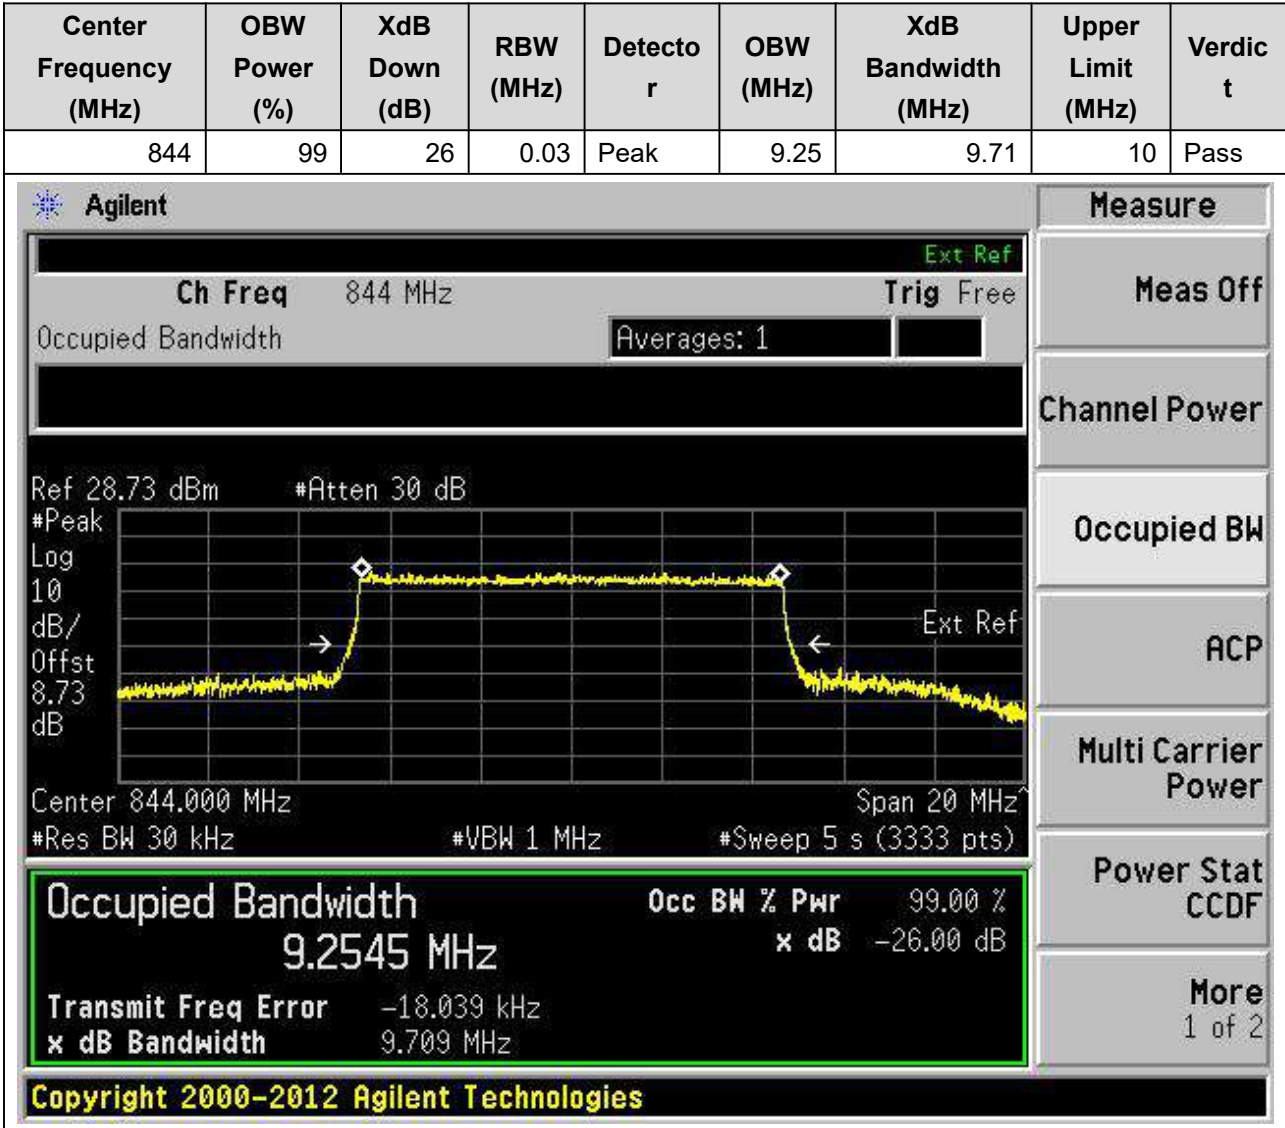 Center Frequency (MHz) OBW Power (%) XdB Down (dB) RBW (MHz) Detecto r OBW (MHz) XdB Bandwidth (MHz) Upper Limit (MHz) Verdic t
844 99 26 0.03 Peak 9.25 9.71 10 Pass
Agilent
Measure
Ext Ref
Ch Freq 844 MHz Trig Free
Meas Off
Occupied Bandwidth Averages: 1
Channel Power
Ref 28.73 dBm #Atten 30 dB
#Peak
Log
10
dB/
Offst
8.73
dB
Ext Ref
Occupied BW
ACP
Center 844.000 MHz Span 20 MHz^
#Res BW 30 kHz #VBW 1 MHz #Sweep 5 s (3333 pts)
Multi Carrier
Power
Occupied Bandwidth Occ BW % Pwr 99.00 %
9.2545 MHz x dB -26.00 dB
Power Stat
CCDF
Transmit Freq Error -18.039 kHz
x dB Bandwidth 9.709 MHz
More
1 of 2
Copyright 2000-2012 Agilent Technologies